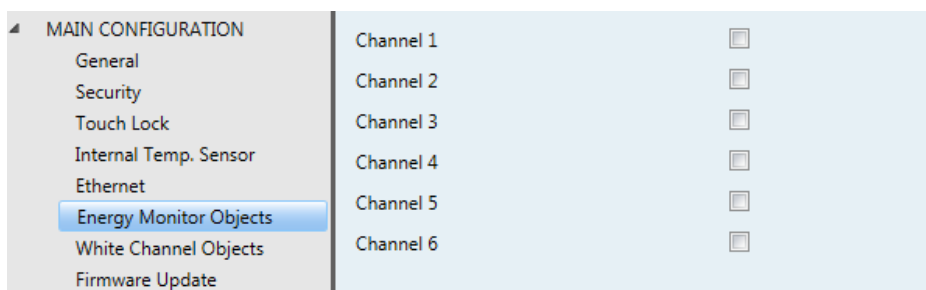 MAIN CONFIGURATION
General
Security
Touch Lock
Internal Temp. Sensor
Ethernet
Energy Monitor Objects
White Channel Objects
Firmware Update
Channel 1
Channel 2
Channel 3
Channel 4
Channel 5
Channel 6